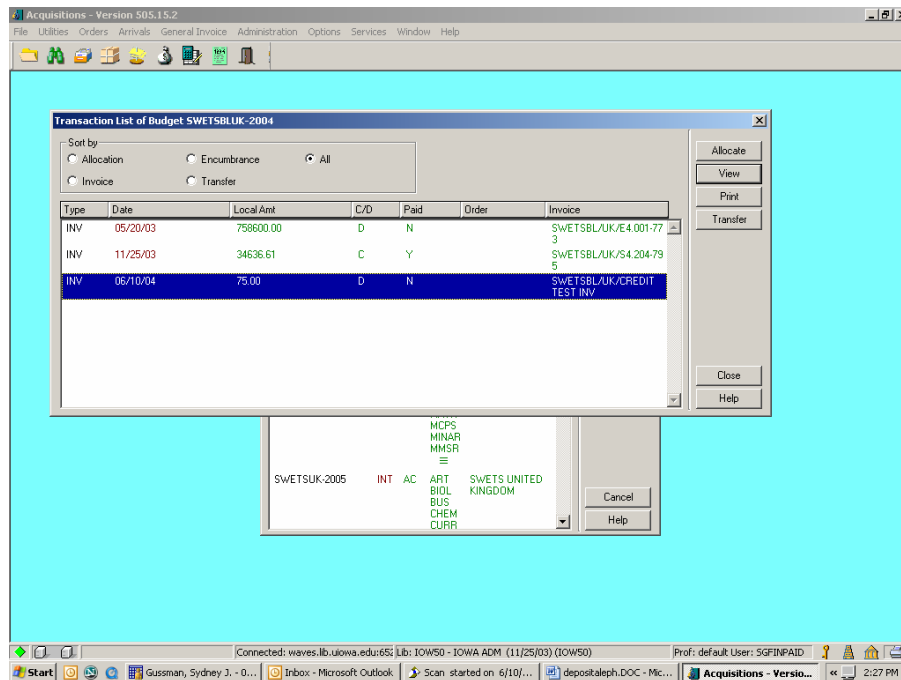 Acquisitions - Version 505.15.2
File Utilities Orders Arrivals General Invoice Administration Options Services Window Help
Transaction List of Budget SWETSBLUK-2004
Sort by
Allocation Encumbrance All
Invoice Transfer
Allocate
View
Print
Transfer
Type Date Local Amt C/D Paid Order Invoice
INV 05/20/03 758600.00 D N SWETSBL/UK/E4.001-77
3
INV 11/25/03 34636.61 C Y SWETSBL/UK/S4.204-79
5
INV 06/10/04 75.00 D N SWETSBL/UK/CREDIT
TEST INV
Close
Help
MCPS
MINAR
MMSR
SWETSUK-2005 INT AC ART SWETS UNITED
BIOL KINGDOM
BUS
CHEM
CURR
Cancel
Help
Connected: waves.lib.uiowa.edu:652 Lib: IOW50 - IOWA ADM (11/25/03) (IOW50) Prof: default User: SGFINPAID
Start Gussman, Sydney J. - 0... Inbox - Microsoft Outlook Scan started on 6/10/... depositaleph.DOC - Mic... Acquisitions - Versio... « 2:27 PM